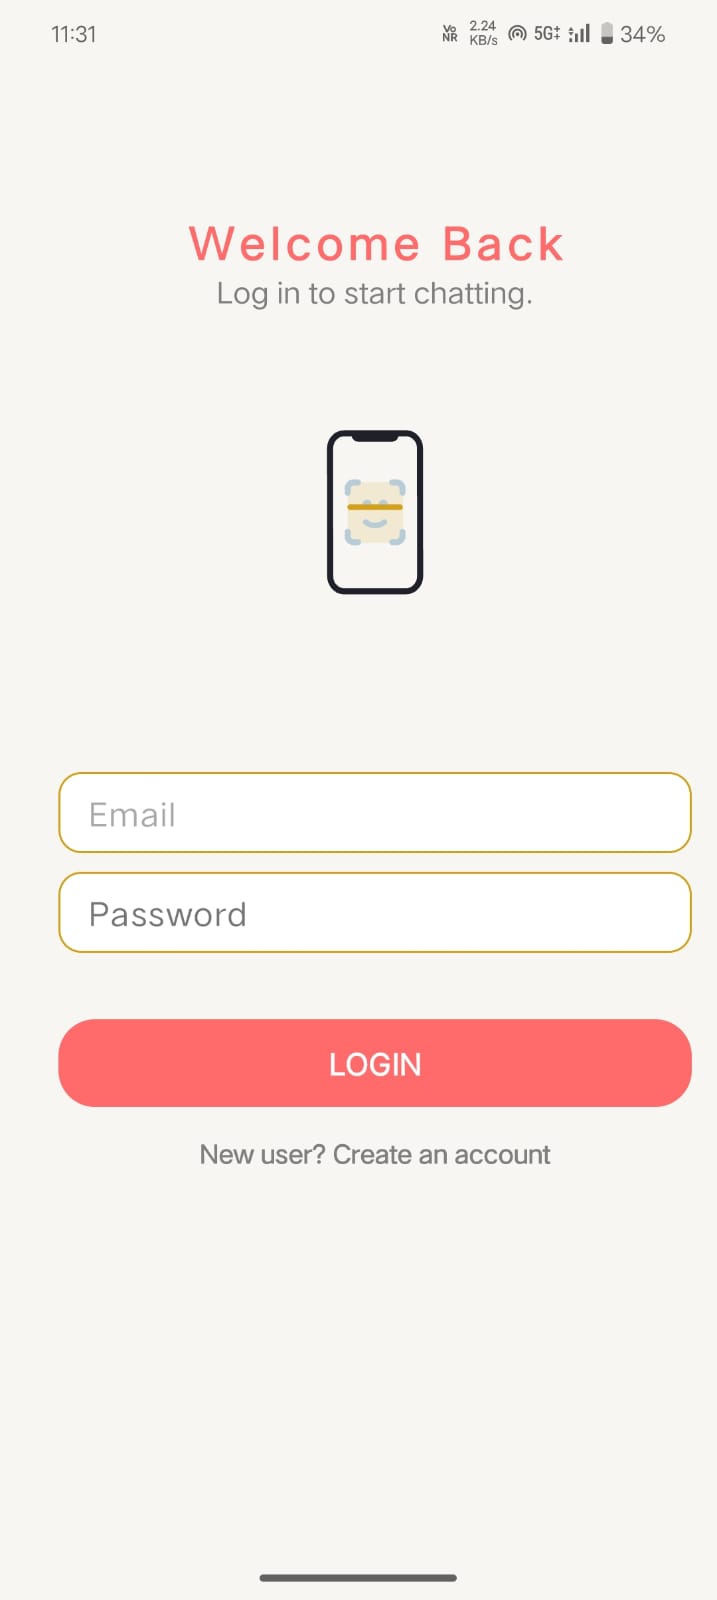 11:31
Vo
NR
2.24
KB/s
5G‡
34%
Welcome Back
Log in to start chatting.
Email
Password
LOGIN
New user? Create an account